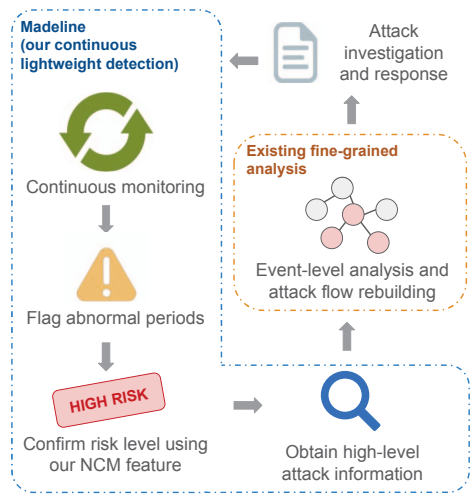 Madeline
(our continuous
lightweight detection)
Continuous monitoring
Flag abnormal periods
HIGH RISK
Confirm risk level using
our NCM feature
Obtain high-level
attack information
Existing fine-grained
analysis
Event-level analysis and
attack flow rebuilding
Attack
investigation
and response